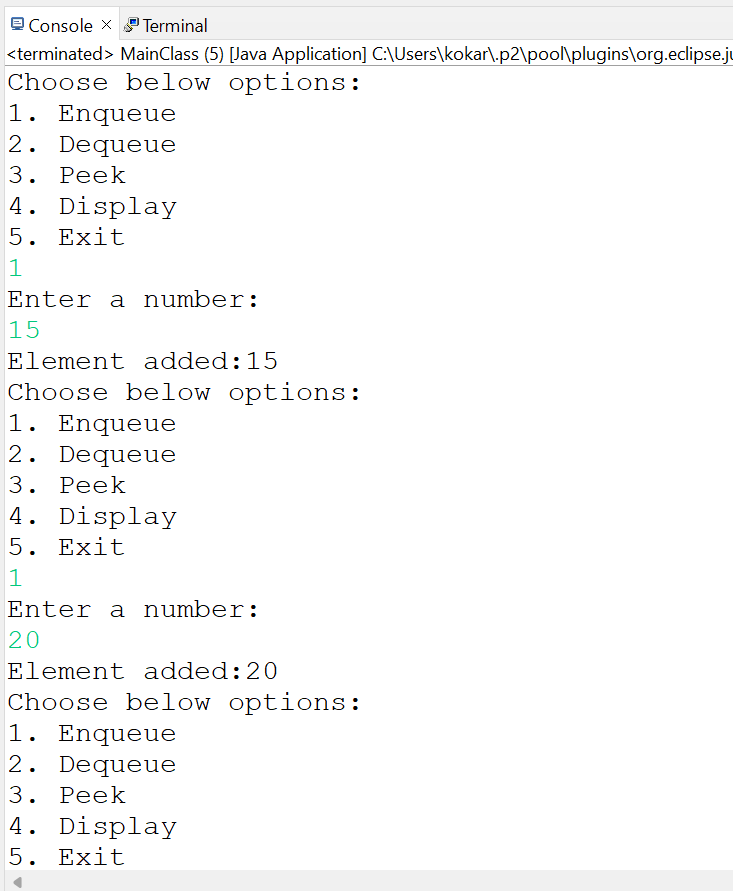 Console × Terminal
<terminated> MainClass (5) [Java Application] C:\Users\kokar\.p2\pool\plugins\org.eclipse.ju
Choose below options:
1. Enqueue
2. Dequeue
3. Peek
4. Display
5. Exit
1
Enter a number:
15
Element added:15
Choose below options:
1. Enqueue
2. Dequeue
3. Peek
4. Display
5. Exit
1
Enter a number:
20
Element added:20
Choose below options:
1. Enqueue
2. Dequeue
3. Peek
4. Display
5. Exit